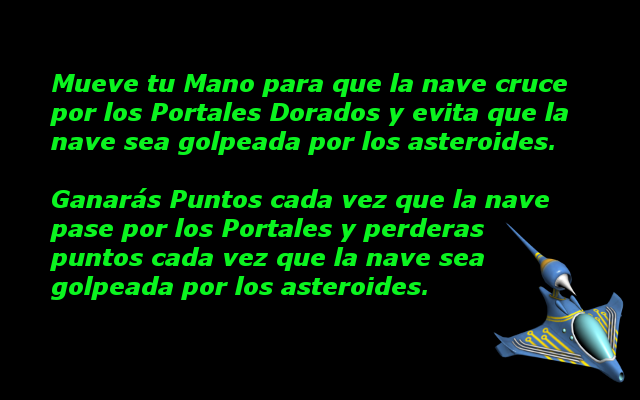 Mueve tu Mano para que la nave cruce
por los Portales Dorados y evita que la
nave sea golpeada por los asteroides.
Ganarás Puntos cada vez que la nave
pase por los Portales y perderas
puntos cada vez que la nave sea
golpeada por los asteroides.